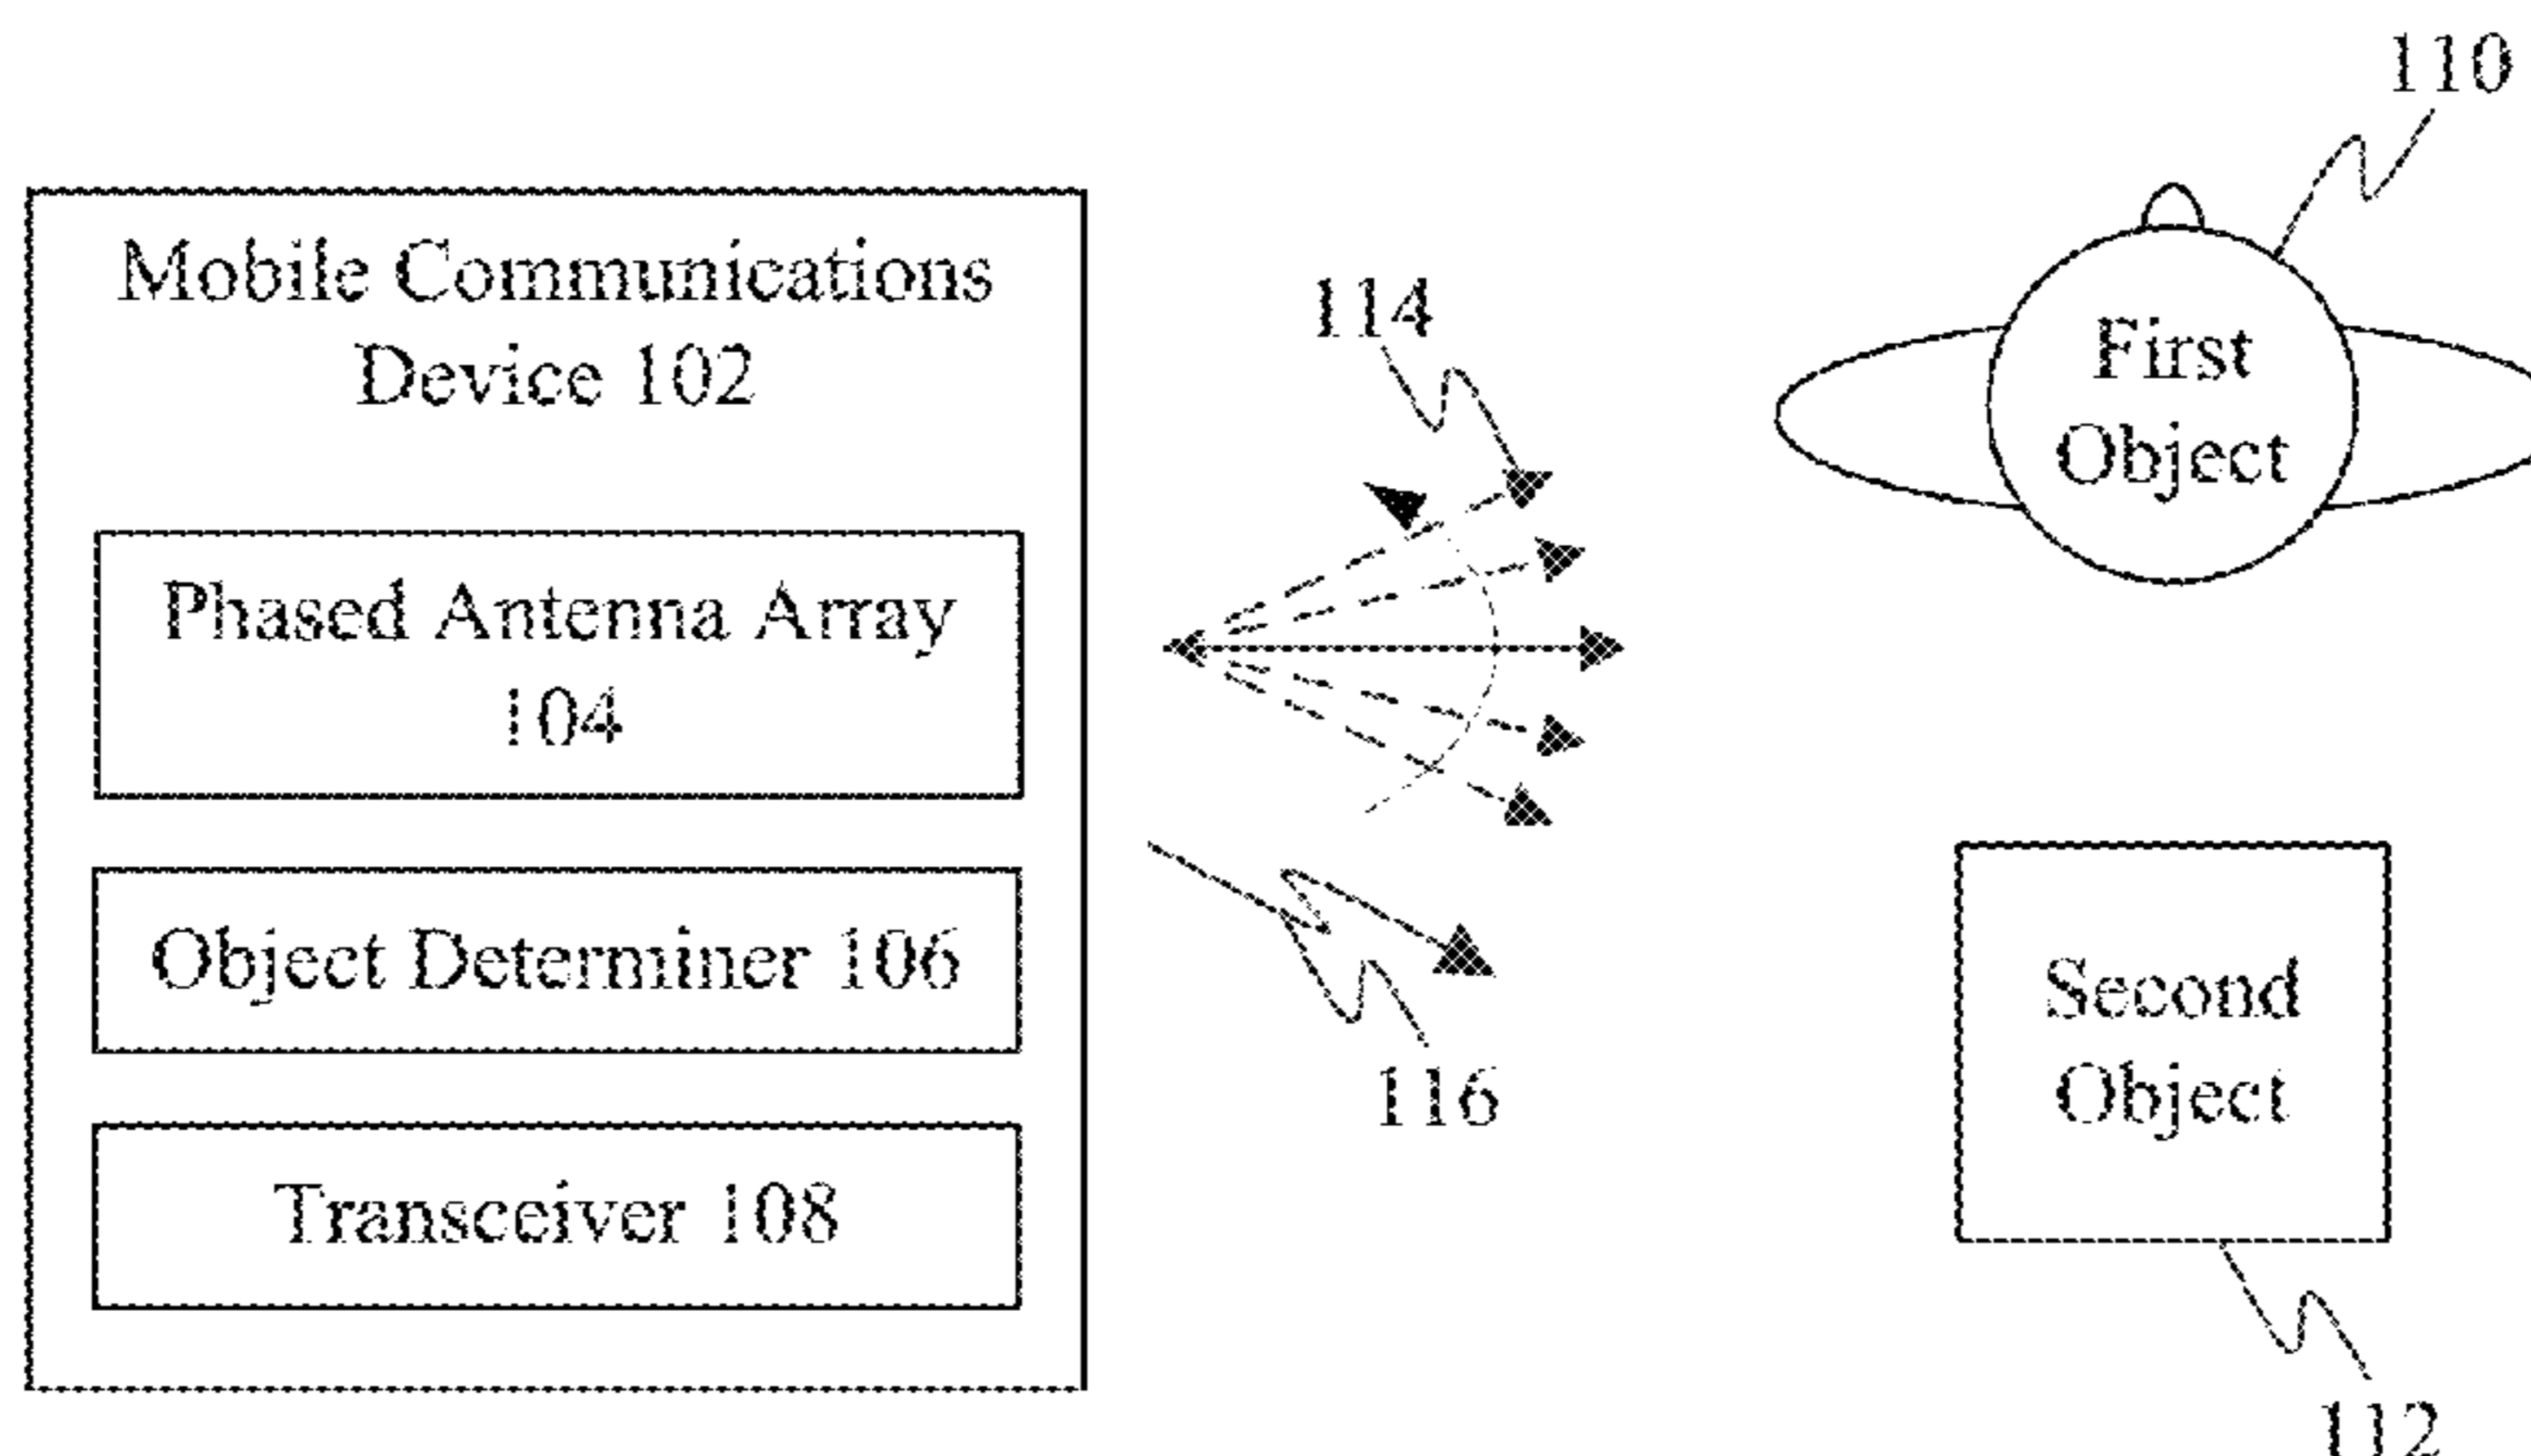 110
Mobile Communications
Device 102
114
First
Object
Phased Antenna Array
104
Object Determiner 106
Second
Object
116
Transceiver 108
112